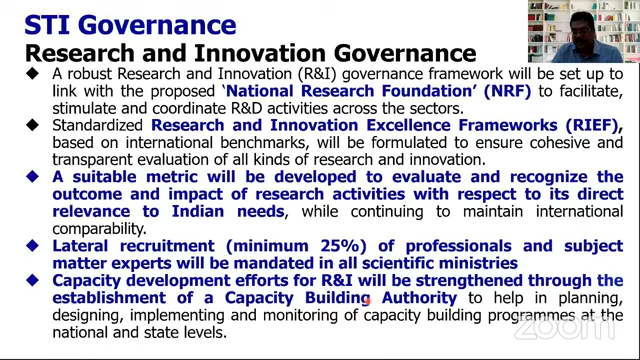 STI Governance
Research and Innovation Governance
A robust Research and Innovation (R&I) governance framework will be set up to
link with the proposed 'National Research Foundation' (NRF) to facilitate,
stimulate and coordinate R&D activities across the sectors.
Standardized Research and Innovation Excellence Frameworks (RIEF),
based on international benchmarks, will be formulated to ensure cohesive and
transparent evaluation of all kinds of research and innovation.
A suitable metric will be developed to evaluate and recognize the
outcome and impact of research activities with respect to its direct
relevance to Indian needs, while continuing to maintain international
comparability.
Lateral recruitment (minimum 25%) of professionals and subject
matter experts will be mandated in all scientific ministries
Capacity development efforts for R&I will be strengthened through the
establishment of a Capacity Building Authority to help in planning,
designing, implementing and monitoring of capacity building programmes at the
national and state levels.
zoom